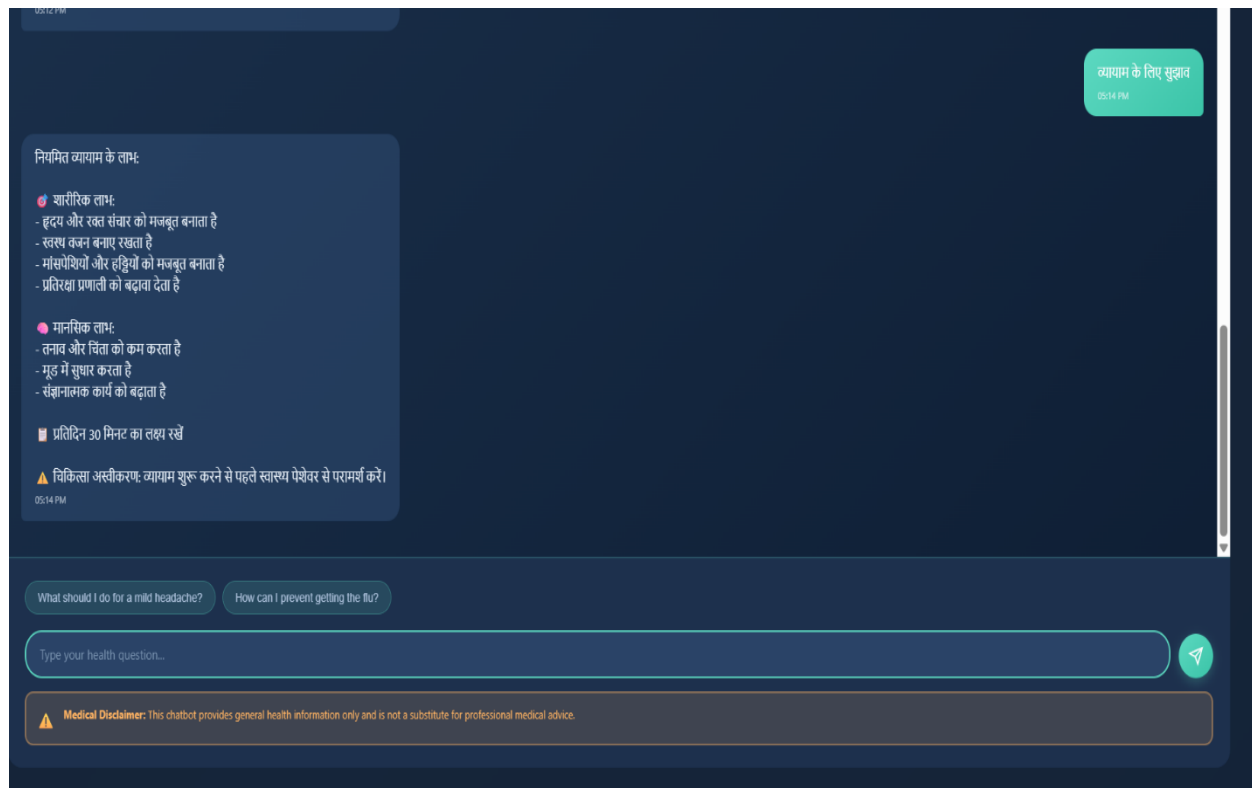 05:12 PM
व्यायाम के लिए सुझाव
05:14 PM
नियमित व्यायाम के लाभ:
🎯 शारीरिक लाभ:
- हृदय और रक्त संचार को मजबूत बनाता है
- स्वस्थ वजन बनाए रखता है
- मांसपेशियों और हड्डियों को मजबूत बनाता है
- प्रतिरक्षा प्रणाली को बढ़ावा देता है
🧠 मानसिक लाभ:
- तनाव और चिंता को कम करता है
- मूड में सुधार करता है
- संज्ञानात्मक कार्य को बढ़ाता है
📋 प्रतिदिन 30 मिनट का लक्ष्य रखें
⚠️ चिकित्सा अस्वीकरण: व्यायाम शुरू करने से पहले स्वास्थ्य पेशेवर से परामर्श करें।
05:14 PM
What should I do for a mild headache? How can I prevent getting the flu?
Type your health question...
⚠️ Medical Disclaimer: This chatbot provides general health information only and is not a substitute for professional medical advice.